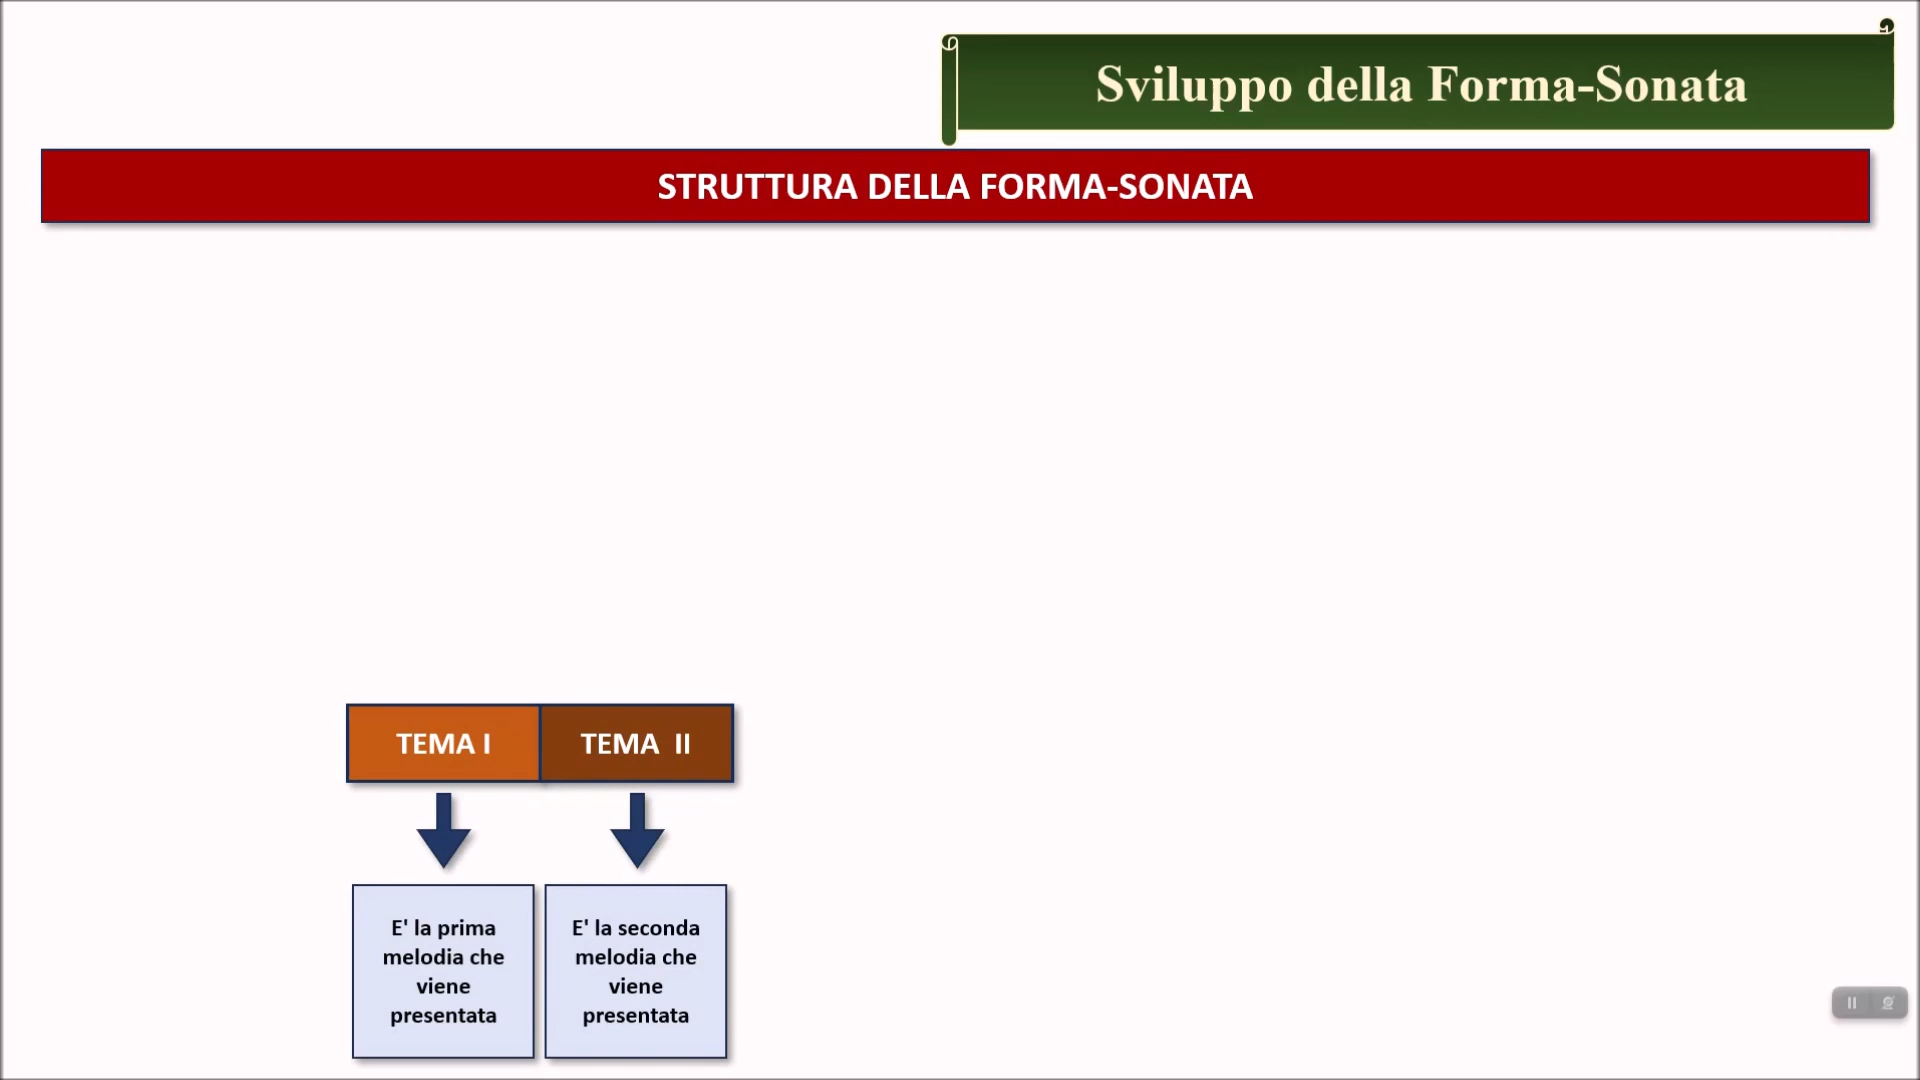 Sviluppo della Forma-Sonata
STRUTTURA DELLA FORMA-SONATA
TEMA I
TEMA II
E' la prima
melodia che
viene
presentata
E' la seconda
melodia che
viene
presentata